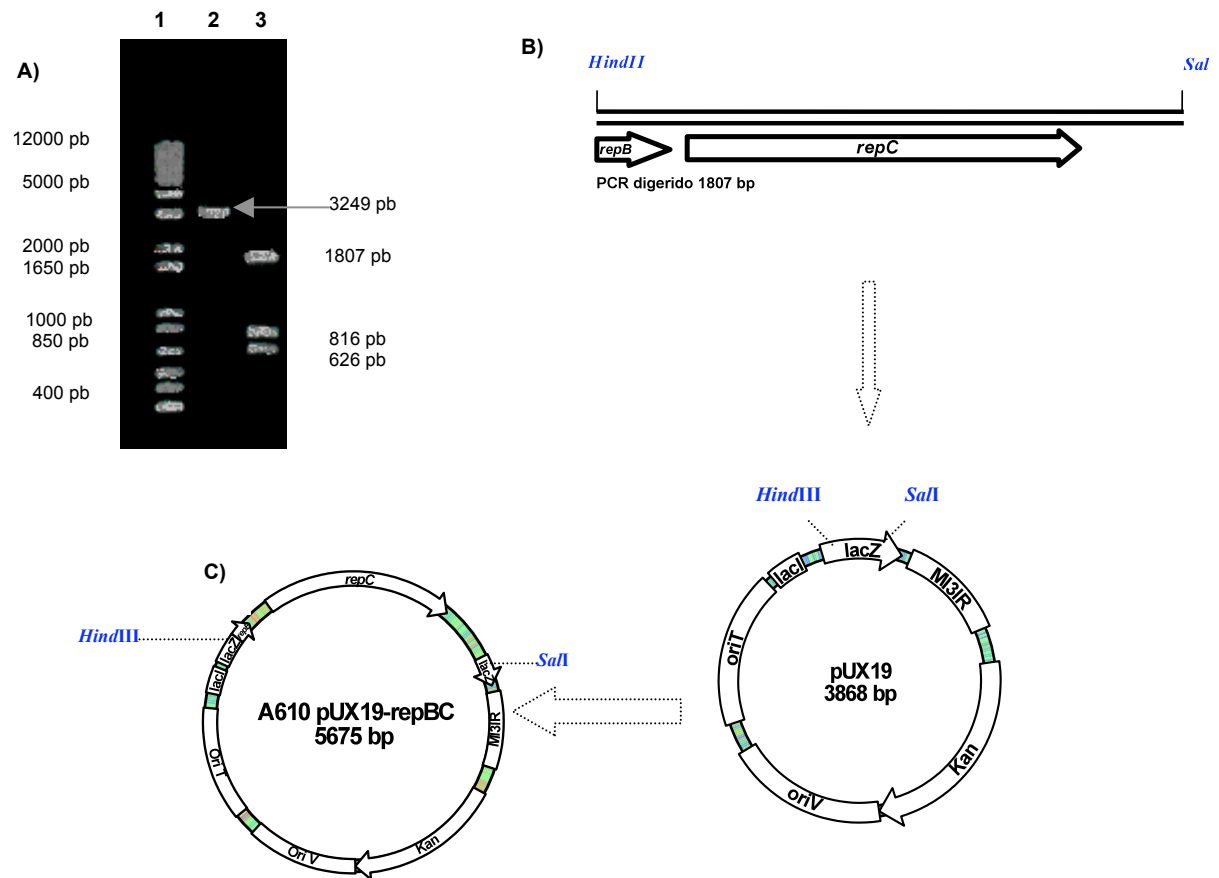 1 2 3
A)
12000 pb
5000 pb
2000 pb
1650 pb
1000 pb
850 pb
400 pb
3249 pb
1807 pb
816 pb
626 pb
B)
HindII
Sal
repB
repC
PCR digerido 1807 bp
HindIII
SalI
lacI
lacZ
MI3IR
oriT
pUX19
3868 bp
oriV
Kan
C)
repC
HindIII
lacZ
lacI
lacZ
SalI
A610 pUX19-repBC
5675 bp
MI3IR
Ori T
Ori V
Kan